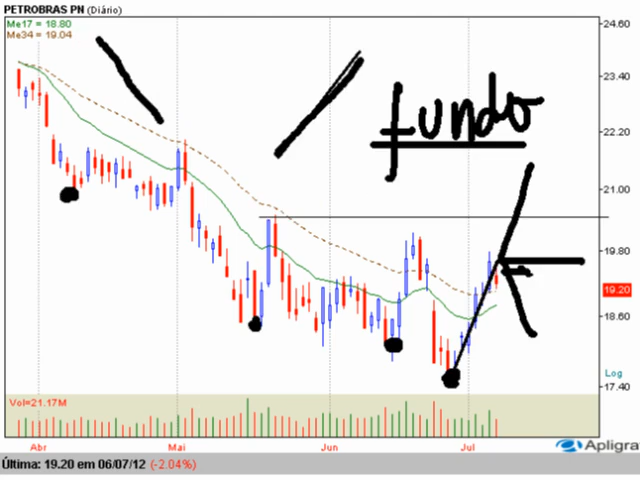 PETROBRAS PN (Diário)
Me17 = 18.80
Me34 = 19.04
24.60
23.40
22.20
21.00
19.80
19.20
18.60
17.40
fundo
Log
Vol=21.17M
Abr Mai Jun Jul
Apligra
Última: 19.20 em 06/07/12 (-2.04%)